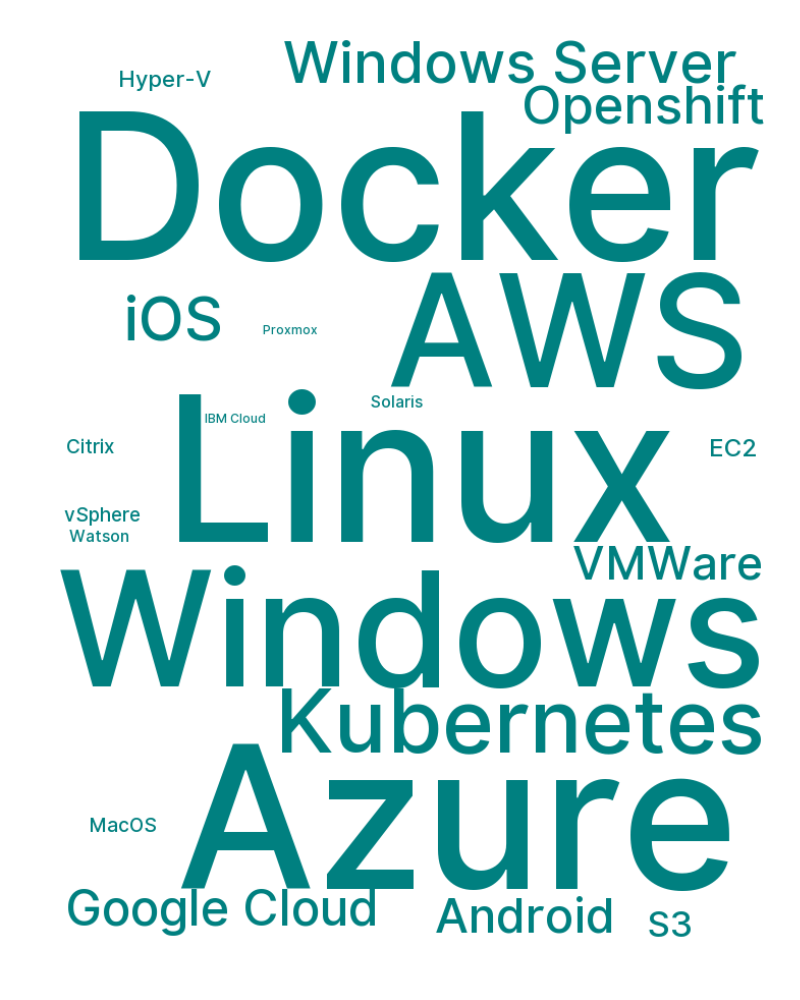 Windows Server
Hyper-V
Openshift
Docker
iOS
Proxmox
AWS
Solaris
IBM Cloud
Linux
Citrix
EC2
vSphere
Watson
VMWare
Windows
Kubernetes
Azure
MacOS
Google Cloud
Android
S3